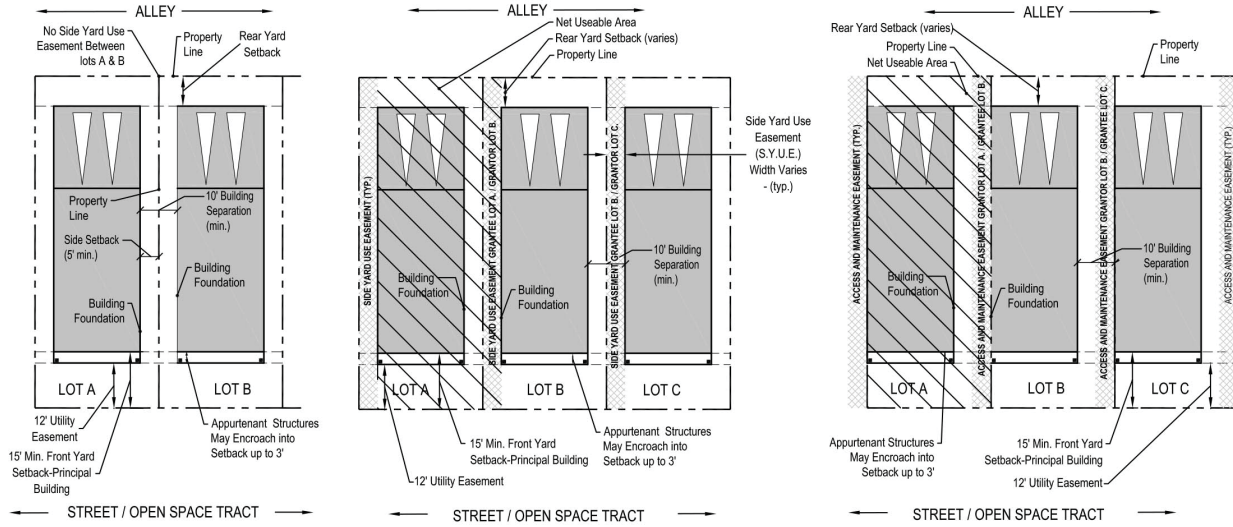 ALLEY
No Side Yard Use
Easement Between
lots A & B
Property
Line
Rear Yard
Setback
Property
Line
10' Building
Separation
(min.)
Side Setback
(5' min.)
Building
Foundation
Building
Foundation
LOT A
LOT B
12' Utility
Easement
15' Min. Front Yard
Setback-Principal
Building
Appurtenant Structures
May Encroach into
Setback up to 3'
STREET / OPEN SPACE TRACT
ALLEY
Net Useable Area
Rear Yard Setback (varies)
Property Line
SIDE YARD USE EASEMENT (TYP.)
SIDE YARD USE EASEMENT GRANTEE LOT A. / GRANTOR LOT B.
SIDE YARD USE EASEMENT GRANTEE LOT B. / GRANTOR LOT C.
Side Yard Use
Easement
(S.Y.U.E.)
Width Varies
- (typ.)
10' Building
Separation
(min.)
Building
Foundation
Building
Foundation
LOT A
LOT B
LOT C
15' Min. Front Yard
Setback-Principal Building
12' Utility Easement
Appurtenant Structures
May Encroach into
Setback up to 3'
STREET / OPEN SPACE TRACT
ALLEY
Rear Yard Setback (varies)
Property Line
Net Useable Area
Property
Line
ACCESS AND MAINTENANCE EASEMENT (TYP.)
ACCESS AND MAINTENANCE EASEMENT GRANTOR LOT A. / GRANTEE LOT B.
ACCESS AND MAINTENANCE EASEMENT GRANTOR LOT B. / GRANTEE LOT C.
ACCESS AND MAINTENANCE EASEMENT (TYP.)
10' Building
Separation
(min.)
Building
Foundation
Building
Foundation
LOT A
LOT B
LOT C
Appurtenant Structures
May Encroach into
Setback up to 3'
15' Min. Front Yard
Setback-Principal Building
12' Utility Easement
STREET / OPEN SPACE TRACT